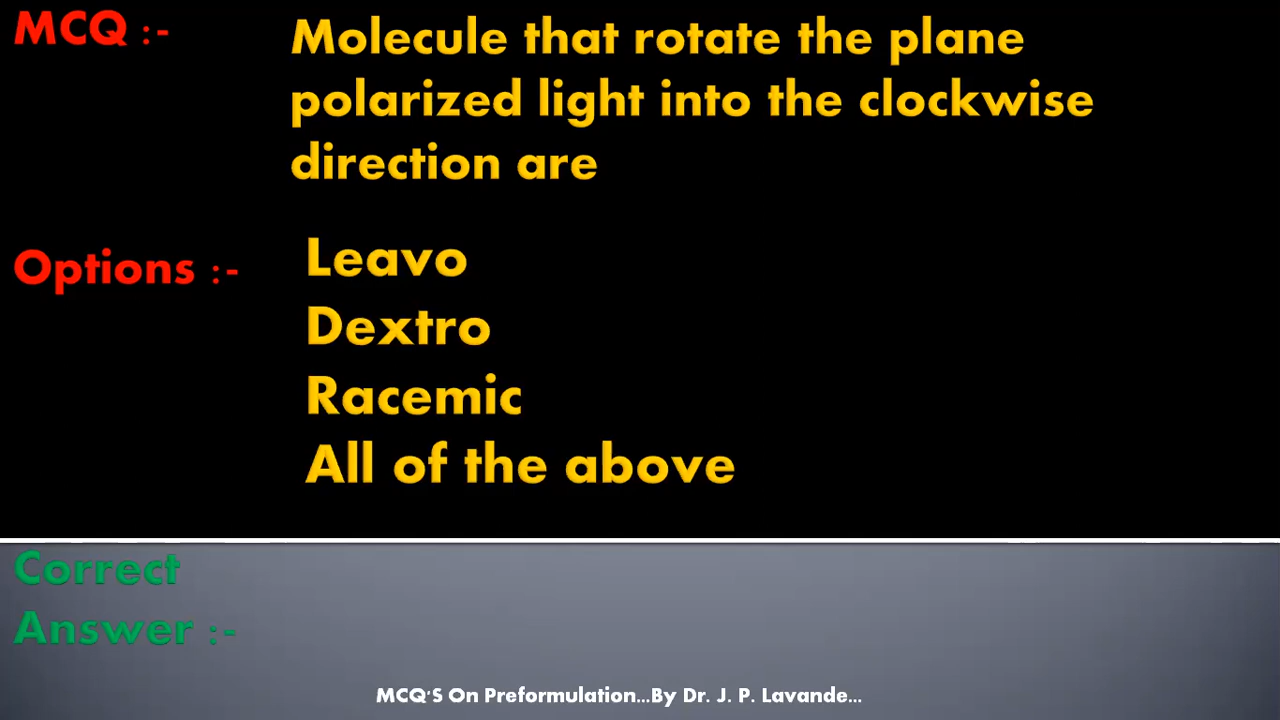 MCQ :-
Molecule that rotate the plane
polarized light into the clockwise
direction are
Options :-
Leavo
Dextro
Racemic
All of the above
Correct
Answer :-
MCQ'S On Preformulation...By Dr. J. P. Lavande...